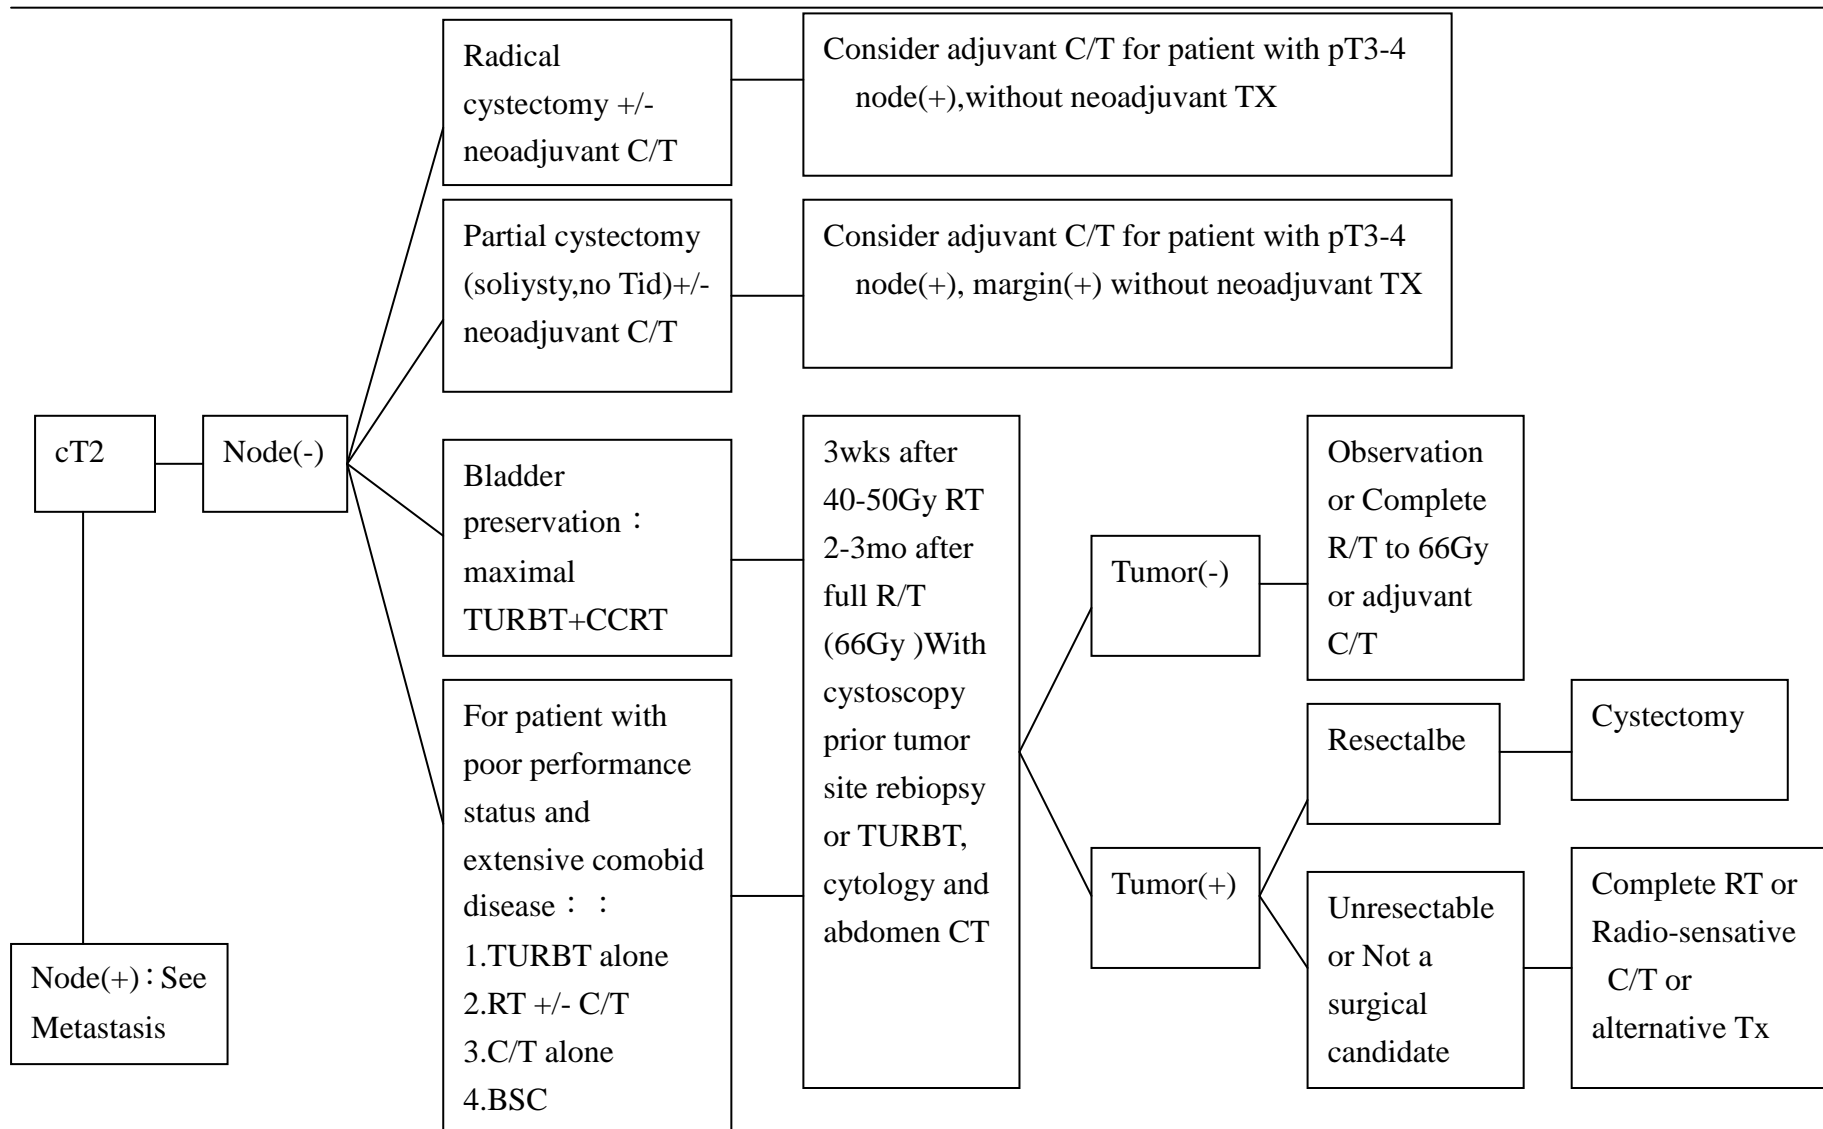 Radical
cystectomy +/-
neoadjuvant C/T
Consider adjuvant C/T for patient with pT3-4
node(+),without neoadjuvant TX
Partial cystectomy
(soliysty,no Tid)+/-
neoadjuvant C/T
Consider adjuvant C/T for patient with pT3-4
node(+), margin(+) without neoadjuvant TX
cT2
Node(-)
Bladder
preservation：
maximal
TURBT+CCRT
For patient with
poor performance
status and
extensive comobid
disease：：
1.TURBT alone
2.RT +/- C/T
3.C/T alone
4.BSC
3wks after
40-50Gy RT
2-3mo after
full R/T
(66Gy )With
cystoscopy
prior tumor
site rebiopsy
or TURBT,
cytology and
abdomen CT
Tumor(-)
Observation
or Complete
R/T to 66Gy
or adjuvant
C/T
Tumor(+)
Resectalbe
Cystectomy
Unresectable
or Not a
surgical
candidate
Complete RT or
Radio-sensative
C/T or
alternative Tx
Node(+)：See
Metastasis